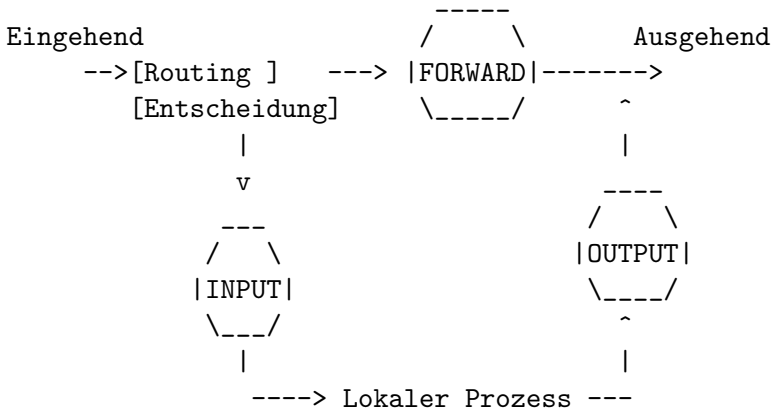 Eingehend Ausgehend
-->[Routing ] ---> |FORWARD|------->
[Entscheidung]
|INPUT|
|OUTPUT|
----> Lokaler Prozess ---